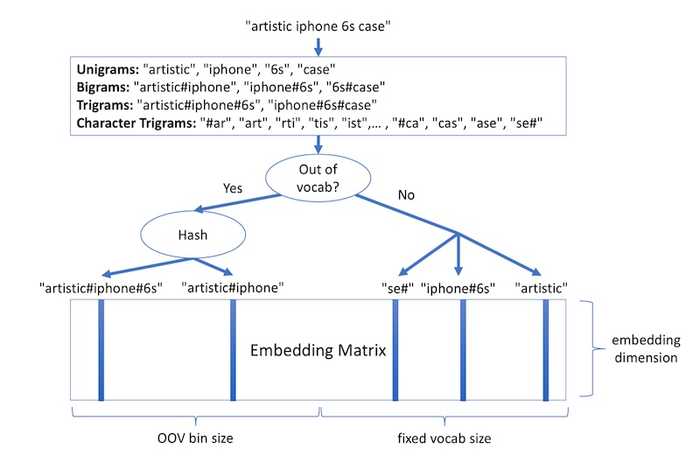 "artistic iphone 6s case"
Unigrams: "artistic", "iphone", "6s", "case"
Bigrams: "artistic#iphone", "iphone#6s", "6s#case"
Trigrams: "artistic#iphone#6s", "iphone#6s#case"
Character Trigrams: "#ar", "art", "rti", "tis", "ist",... , "#ca", "cas", "ase", "se#"
Out of
vocab?
Yes
No
Hash
"artistic#iphone#6s"
"artistic#iphone"
"se#"
"iphone#6s"
"artistic"
Embedding Matrix
embedding
dimension
OOV bin size
fixed vocab size